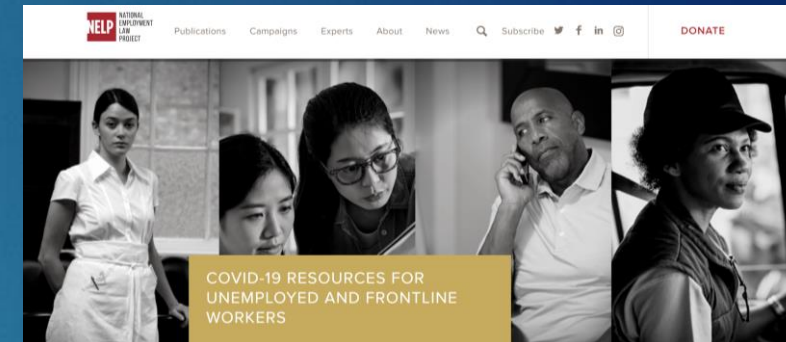 NELP
NATIONAL
EMPLOYMENT
LAW
PROJECT
Publications Campaigns Experts About News Subscribe DONATE
COVID-19 RESOURCES FOR
UNEMPLOYED AND FRONTLINE
WORKERS